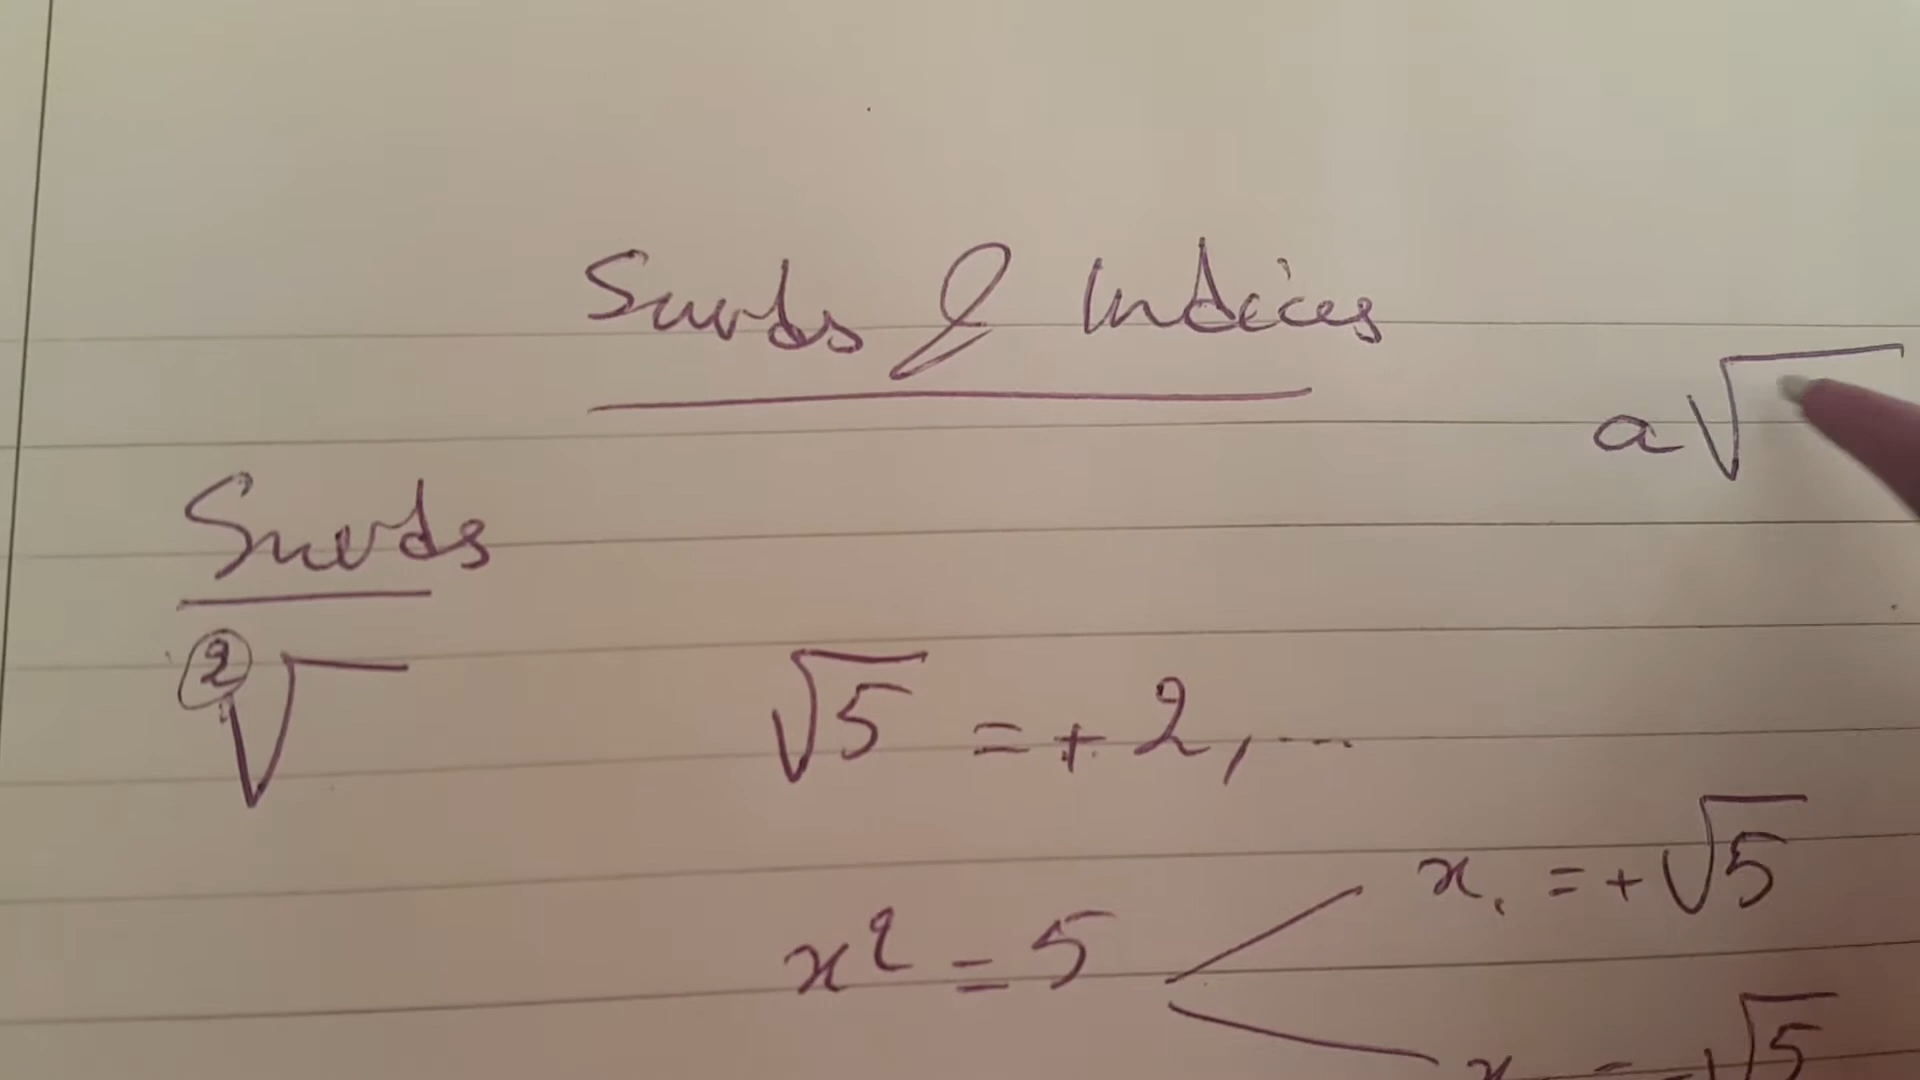 Surds & Indices
a√
Surds
²√
√5 = + 2, ...
x₁ = +√5
x² = 5
x = -√5